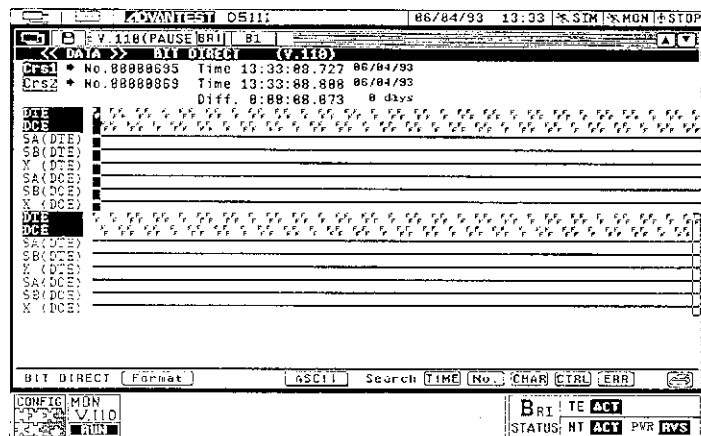 ADVANTEST D5111 06/04/93 13:33 SIM MON STOP
V.110(PAUSE BRI B1
<< DATA >> BIT DIRECT (V.110)
Crs1 No.00000695 Time 13:33:08.727 06/04/93
Crs2 No.00000869 Time 13:33:08.800 06/04/93
Diff. 0:00:00.073 0 days
DTE
DCE
SA(DTE)
SB(DTE)
X (DTE)
SA(DCE)
SB(DCE)
X (DCE)
DTE
DCE
SA(DTE)
SB(DTE)
X (DTE)
SA(DCE)
SB(DCE)
X (DCE)
BIT DIRECT Format ASCII Search TIME No. CHAR CTRL ERR
CONFIG MON
V.110
RUN
BRI TE ACT
STATUS NT ACT PWR RVS